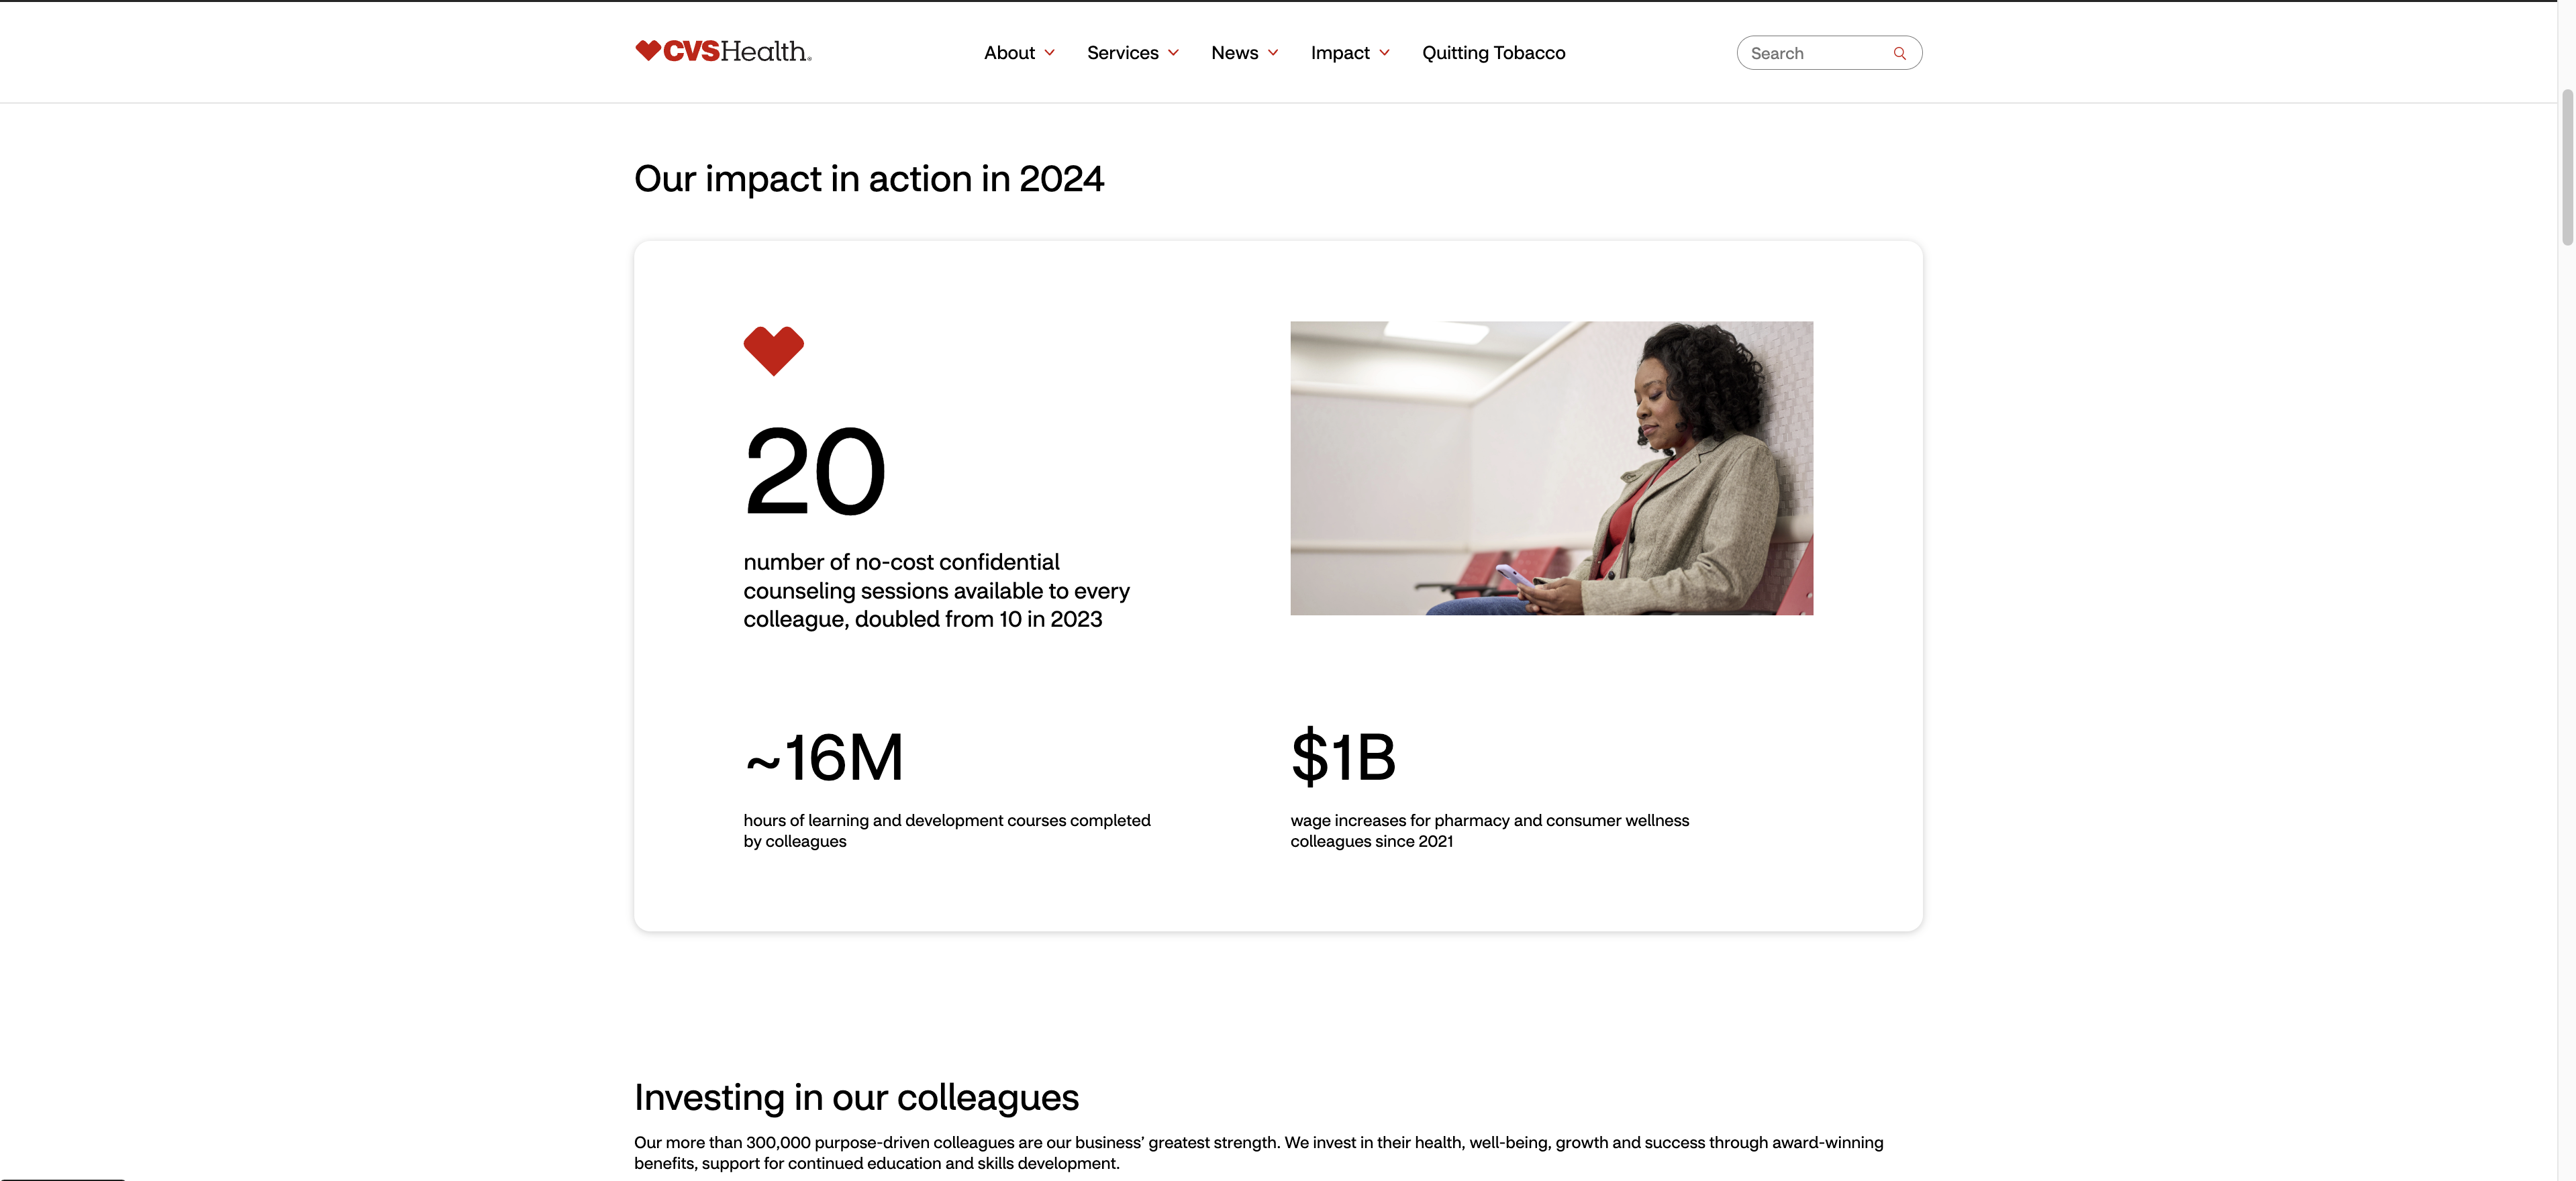 CVSHealth®
About
Services
News
Impact
Quitting Tobacco
Search
Our impact in action in 2024
20
number of no-cost confidential
counseling sessions available to every
colleague, doubled from 10 in 2023
~16M
hours of learning and development courses completed
by colleagues
$1B
wage increases for pharmacy and consumer wellness
colleagues since 2021
Investing in our colleagues
Our more than 300,000 purpose-driven colleagues are our business’ greatest strength. We invest in their health, well-being, growth and success through award-winning
benefits, support for continued education and skills development.